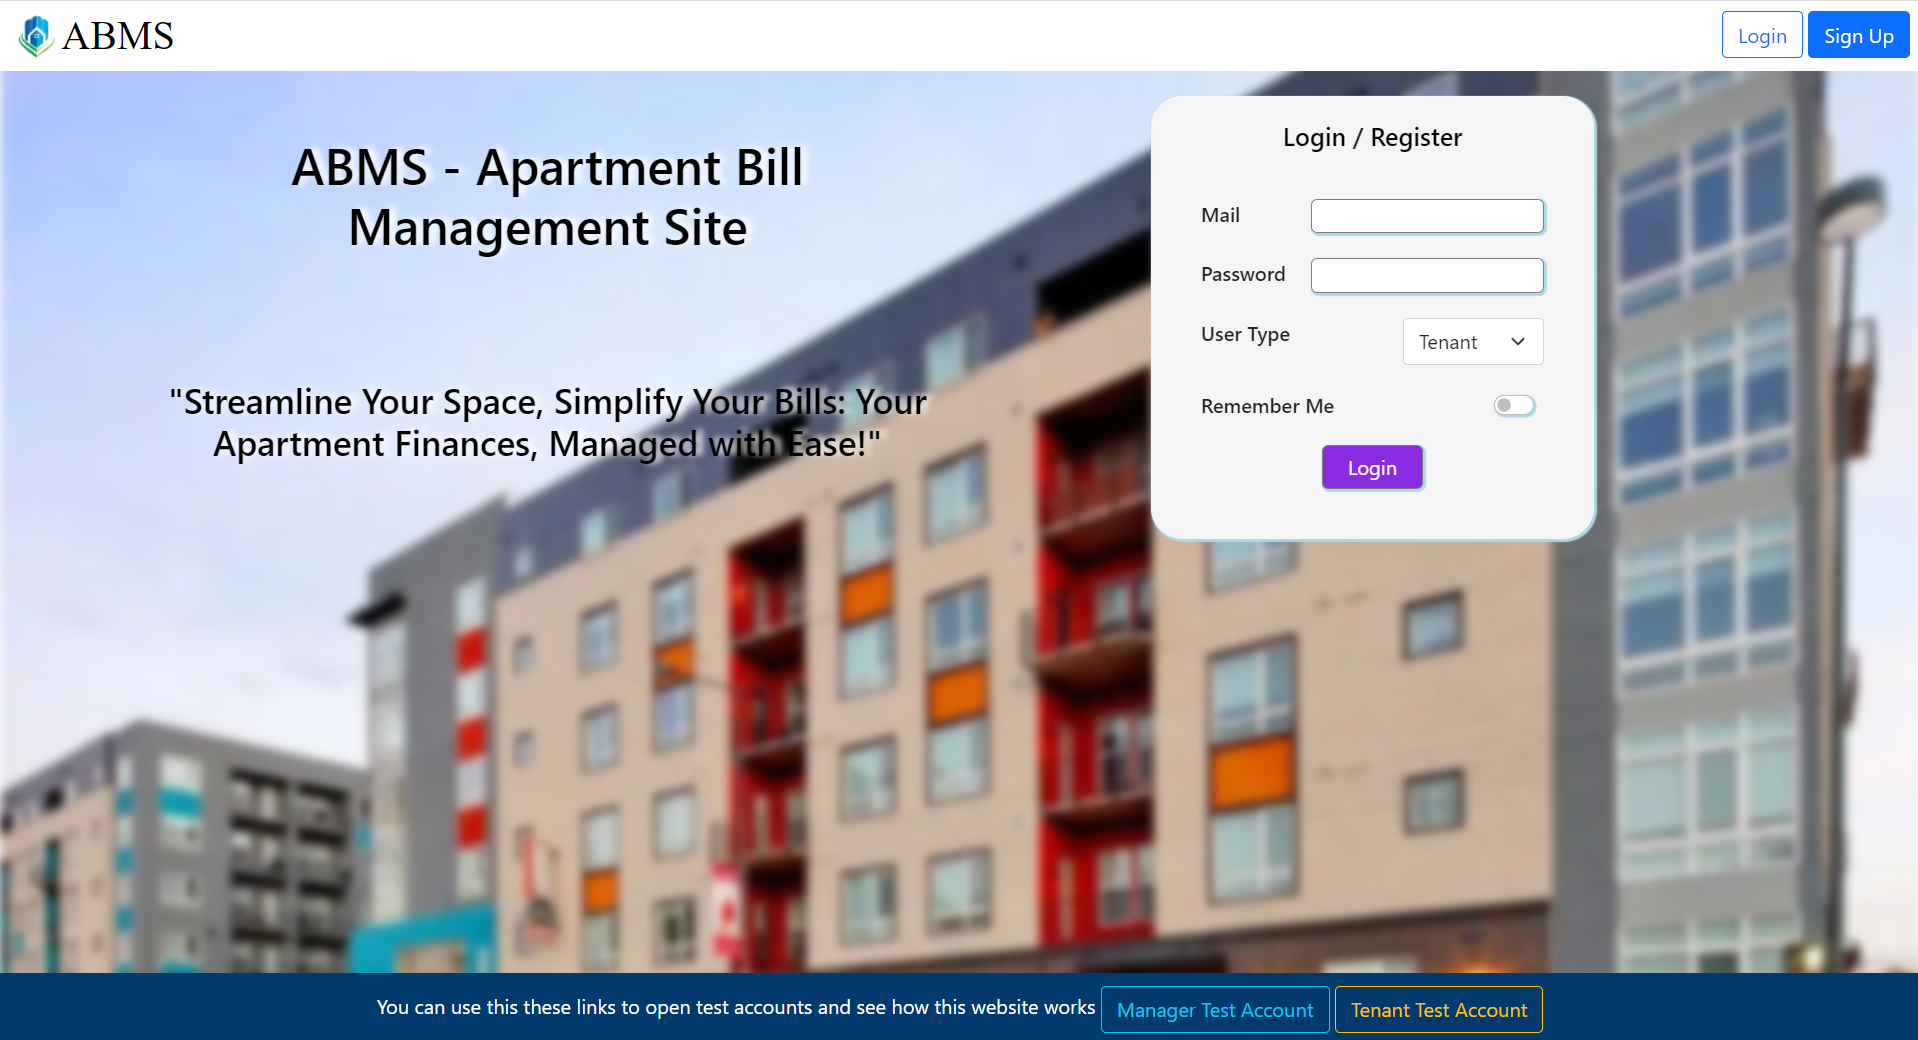 ABMS
Login
Sign Up
ABMS - Apartment Bill
Management Site
"Streamline Your Space, Simplify Your Bills: Your
Apartment Finances, Managed with Ease!"
Login / Register
Mail
Password
User Type
Tenant
Remember Me
Login
You can use this these links to open test accounts and see how this website works
Manager Test Account
Tenant Test Account